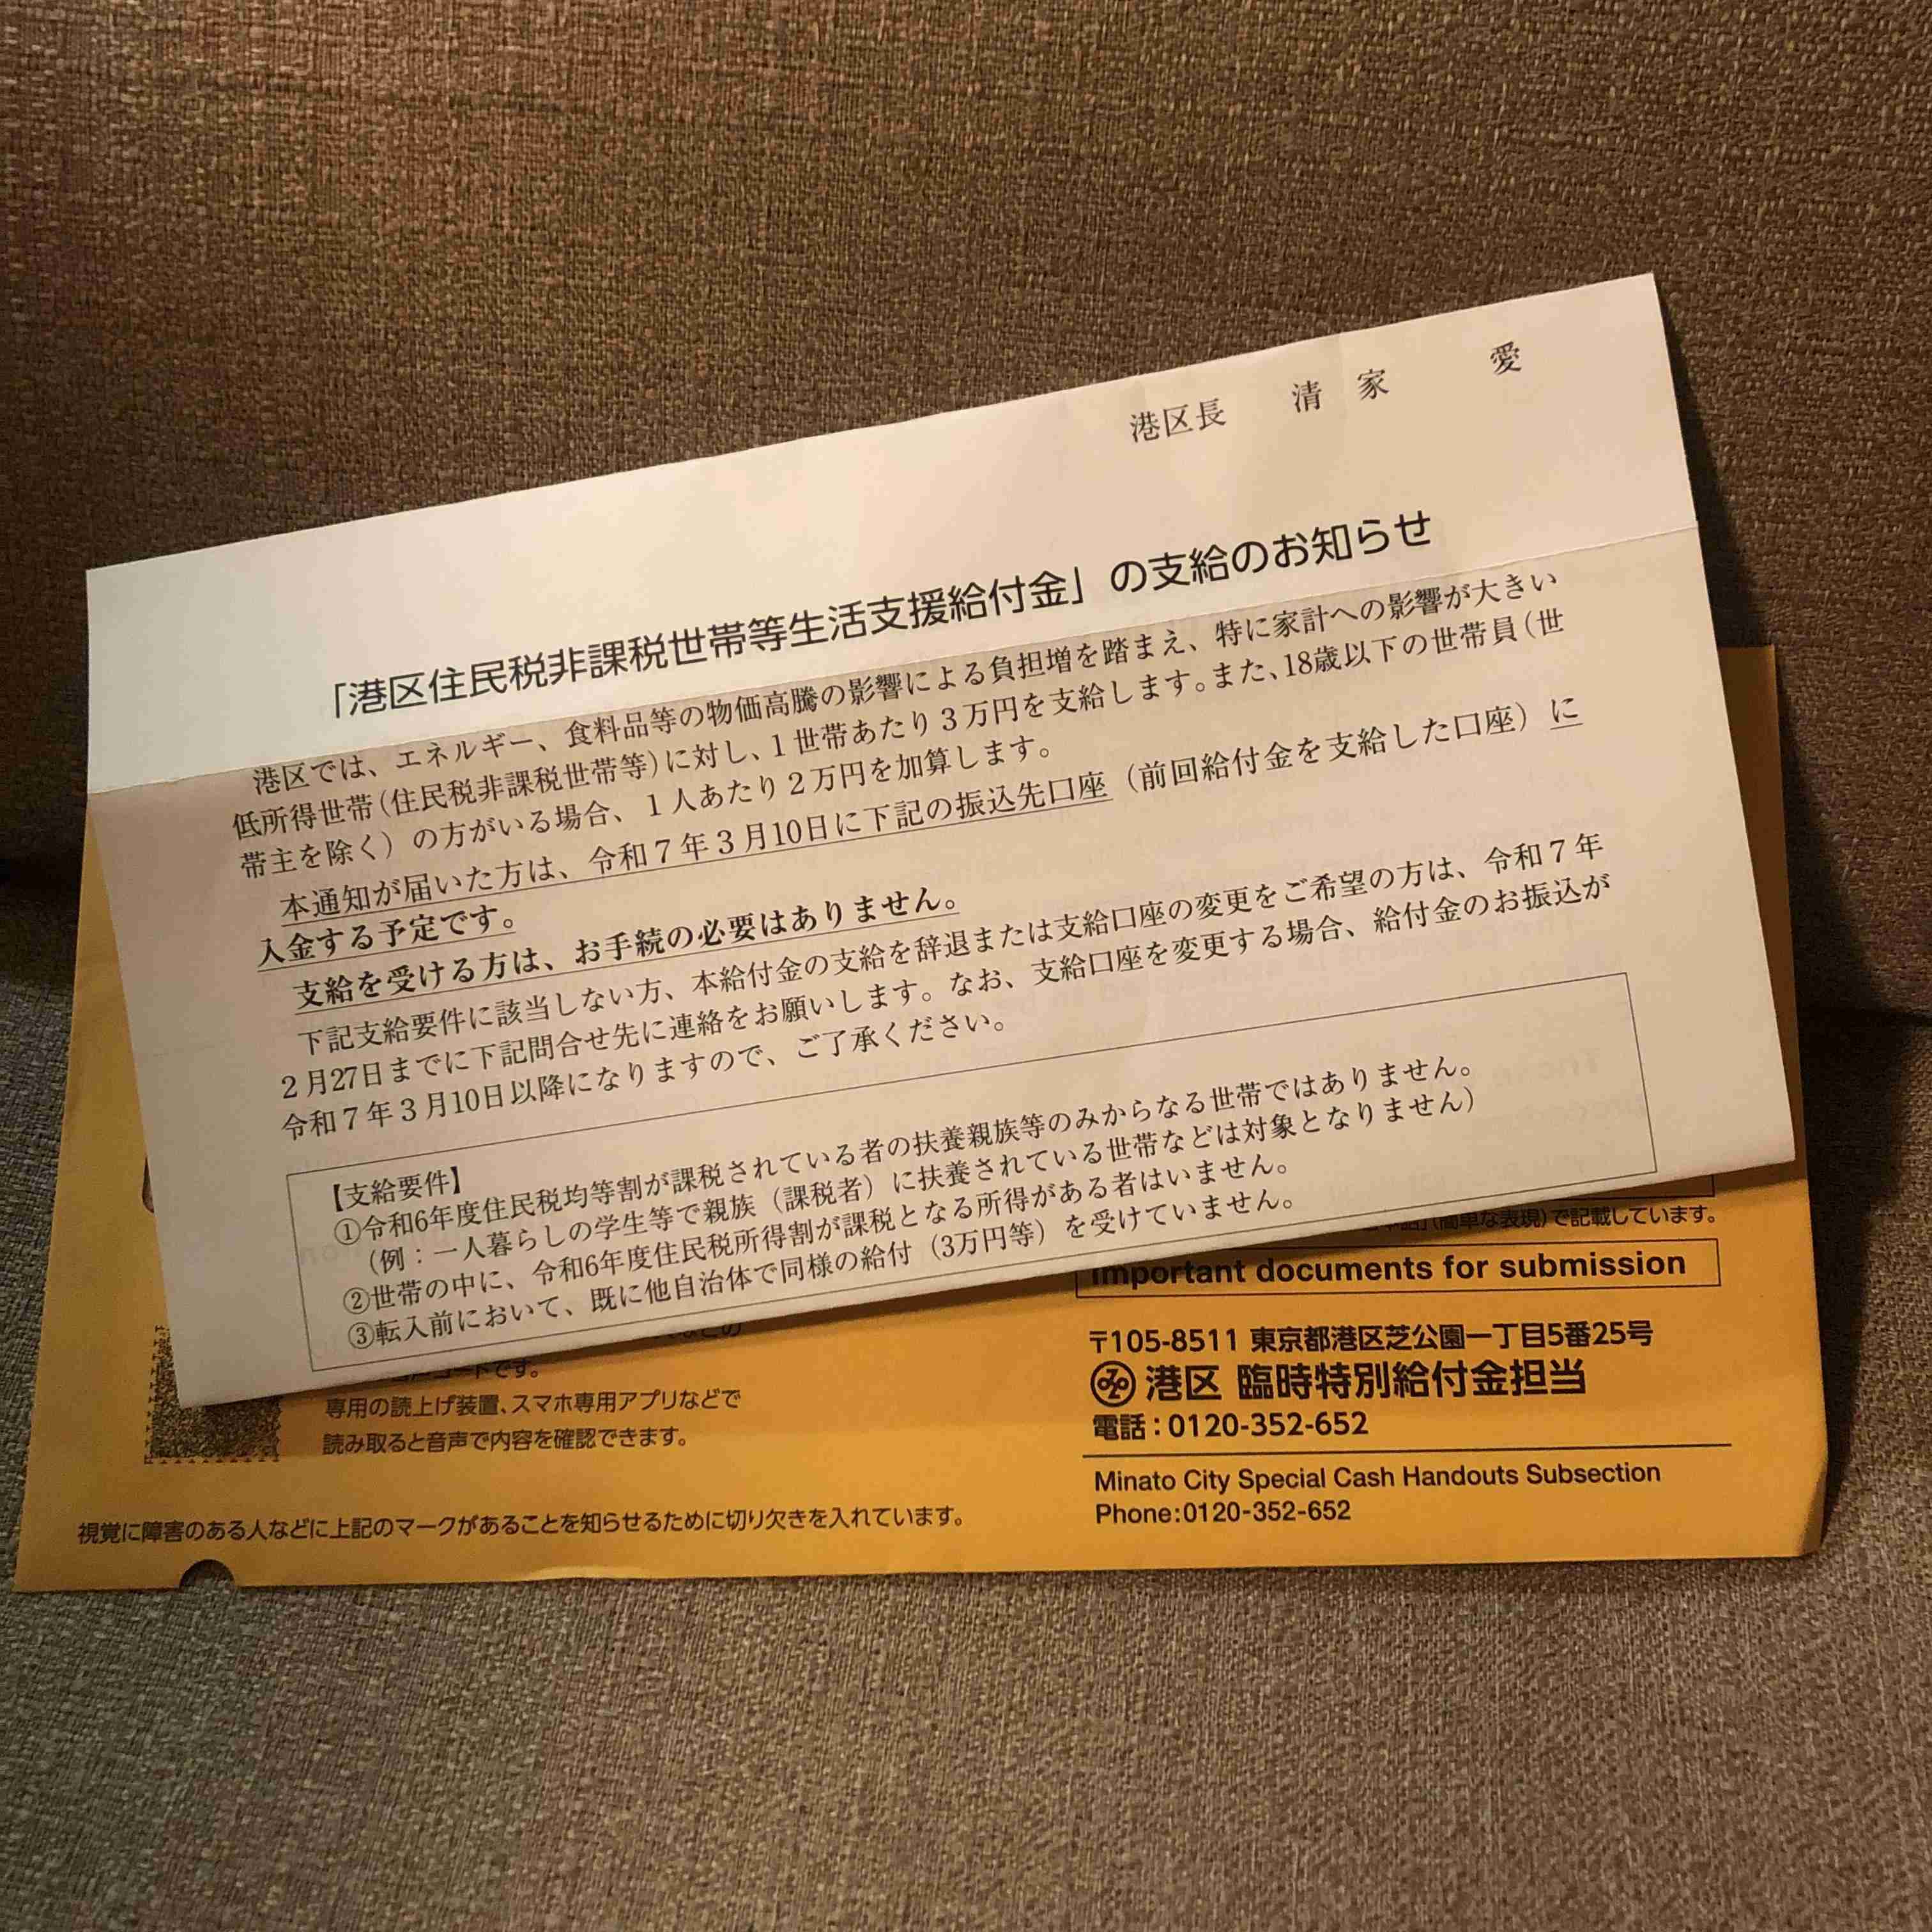 港区長 清家 愛
「港区住民税非課税世帯等生活支援給付金」の支給のお知らせ
港区では、エネルギー、食料品等の物価高騰の影響による負担増を踏まえ、特に家計への影響が大きい
低所得世帯(住民税非課税世帯等)に対し、1世帯あたり3万円を支給します。また、18歳以下の世帯員(世
帯主を除く)の方がいる場合、1人あたり2万円を加算します。
本通知が届いた方は、令和7年3月10日に下記の振込先口座(前回給付金を支給した口座)に
入金する予定です。
支給を受ける方は、お手続の必要はありません。
下記支給要件に該当しない方、本給付金の支給を辞退または支給口座の変更をご希望の方は、令和7年
2月27日までに下記問合せ先に連絡をお願いします。なお、支給口座を変更する場合、給付金のお振込が
令和7年3月10日以降になりますので、ご了承ください。
【支給要件】
①令和6年度住民税均等割が課税されている者の扶養親族等のみからなる世帯ではありません。
(例:一人暮らしの学生等で親族(課税者)に扶養されている世帯などは対象となりません)
②世帯の中に、令和6年度住民税所得割が課税となる所得がある者はいません。
③転入前において、既に他自治体で同様の給付(3万円等)を受けていません。
(簡単な表現)で記載しています。
Important documents for submission
〒105-8511 東京都港区芝公園一丁目5番25号
港区 臨時特別給付金担当
電話:0120-352-652
Minato City Special Cash Handouts Subsection
Phone:0120-352-652
コードです。
専用の読上げ装置、スマホ専用アプリなどで
読み取ると音声で内容を確認できます。
視覚に障害のある人などに上記のマークがあることを知らせるために切り欠きを入れています。